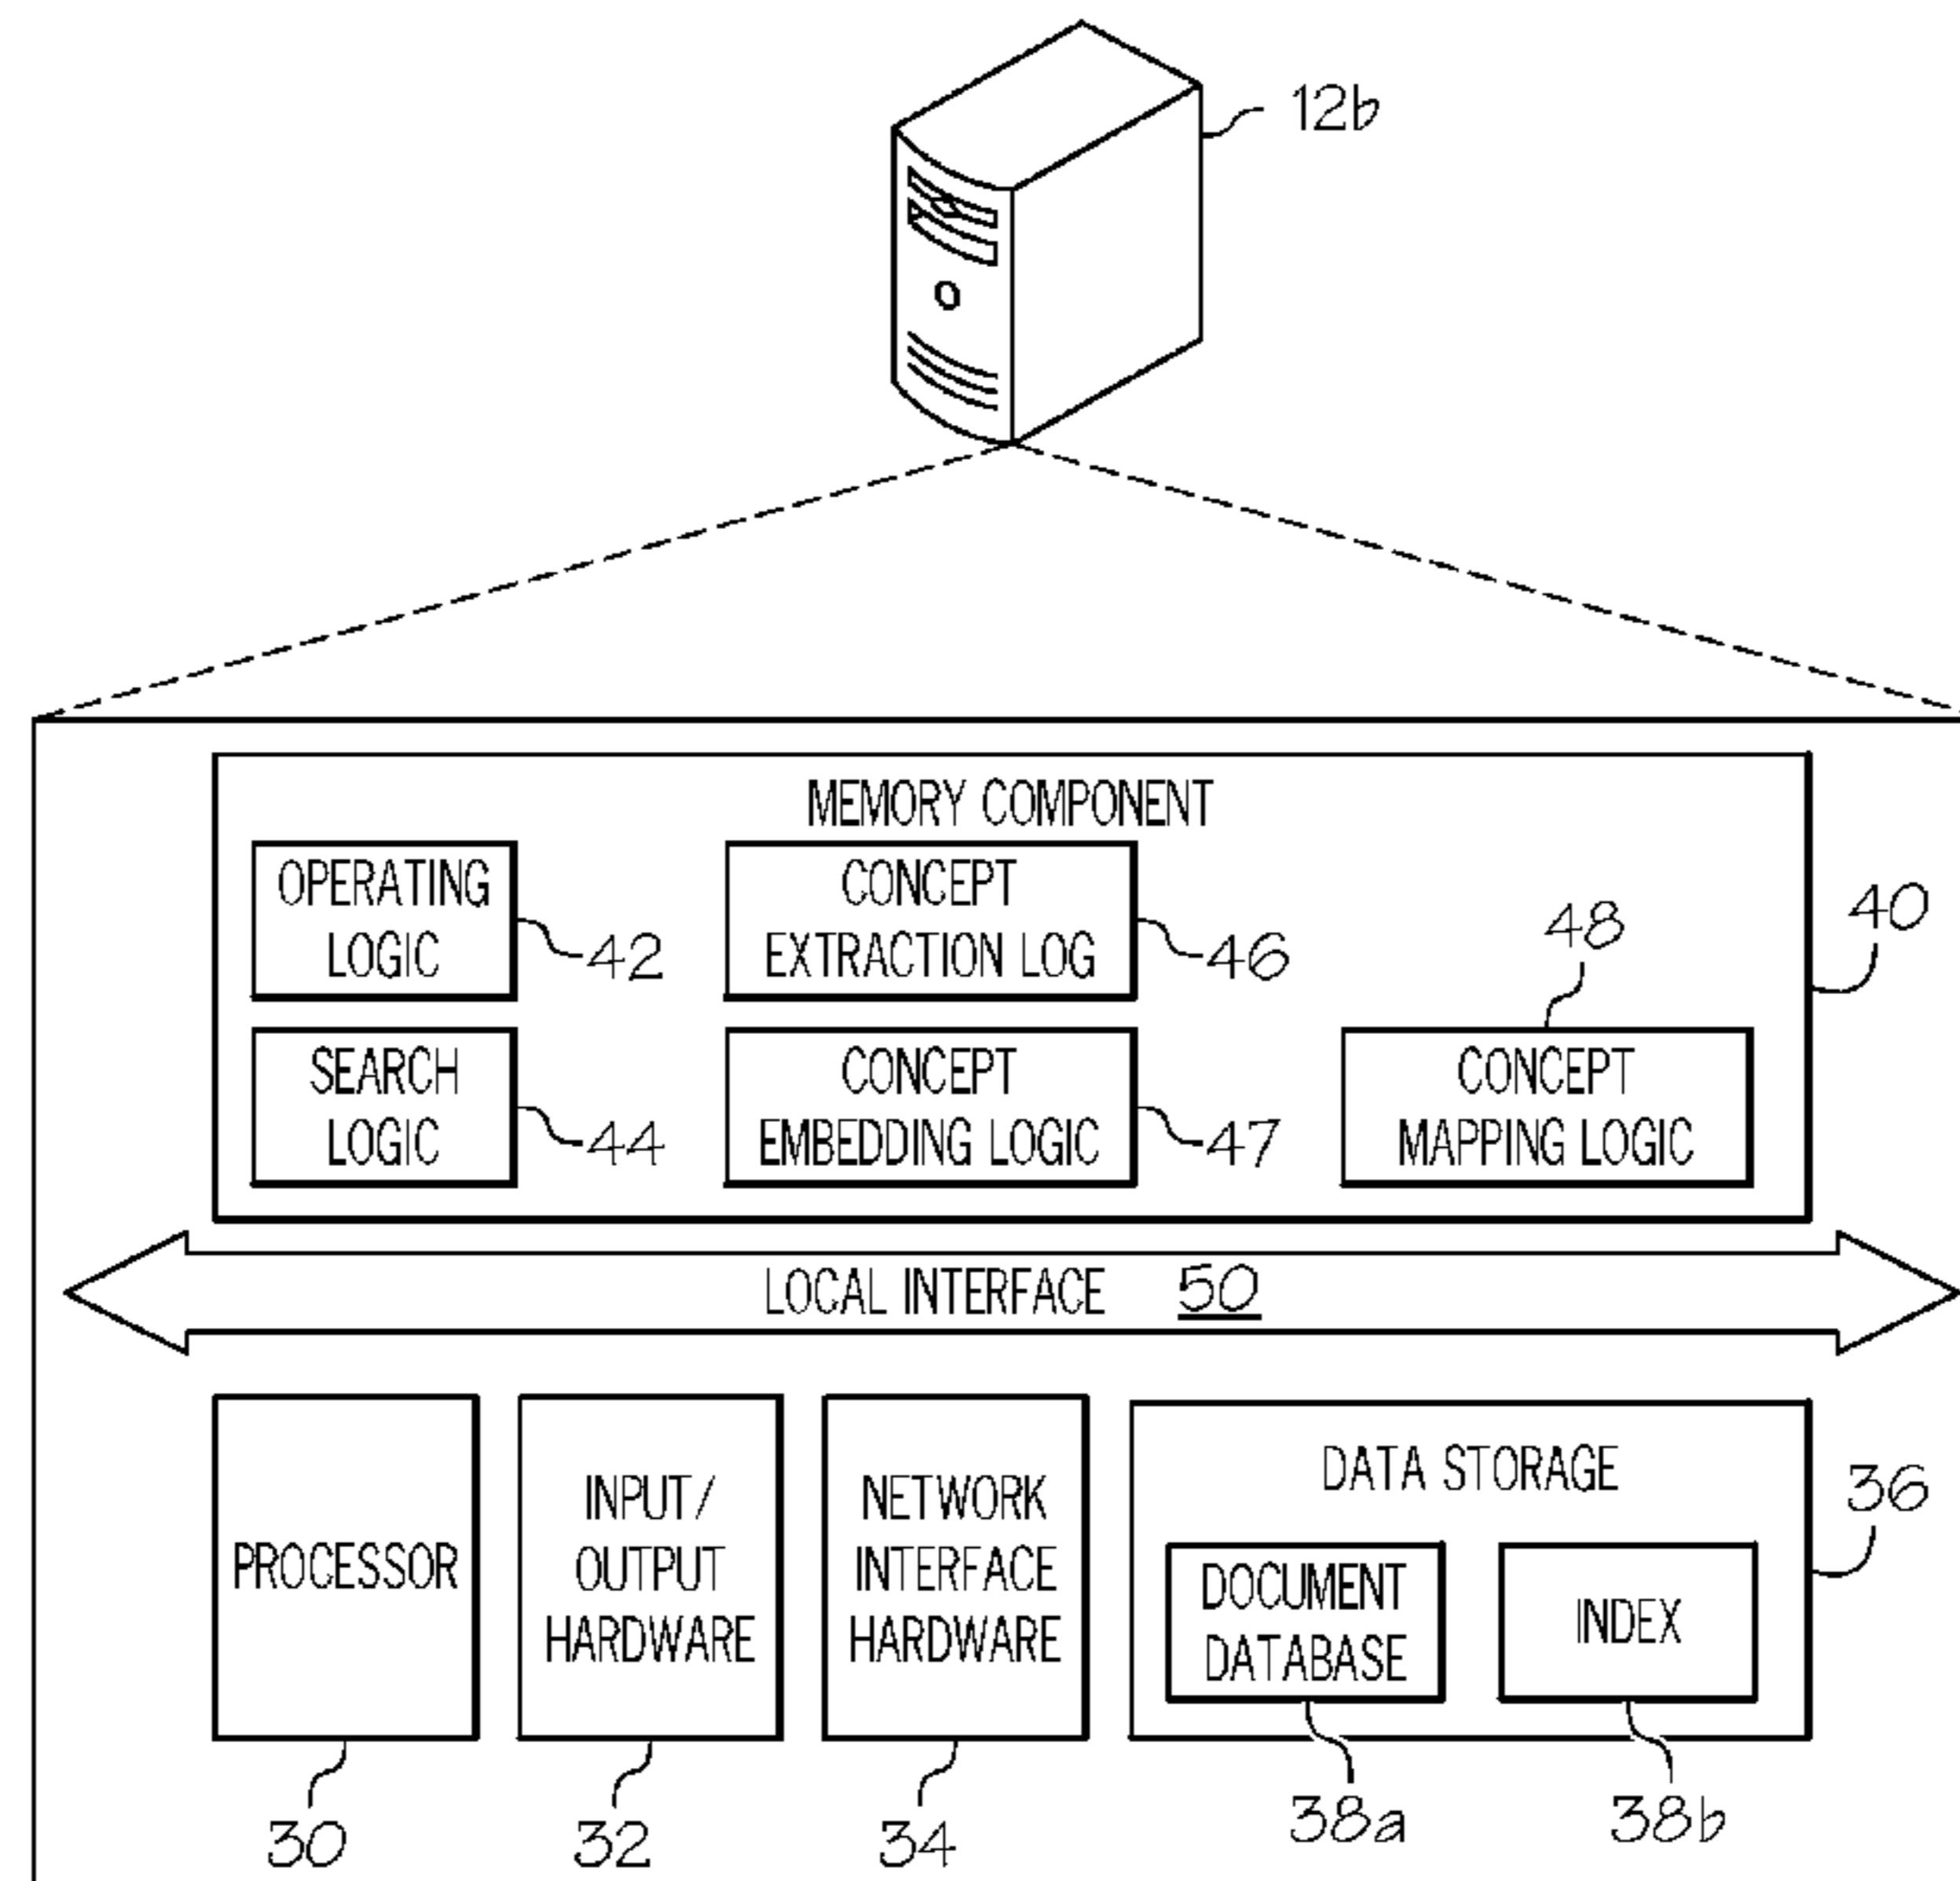 12b
MEMORY COMPONENT
OPERATING
LOGIC
42
CONCEPT
EXTRACTION LOG
46
48
40
SEARCH
LOGIC
44
CONCEPT
EMBEDDING LOGIC
47
CONCEPT
MAPPING LOGIC
LOCAL INTERFACE 50
PROCESSOR
INPUT/
OUTPUT
HARDWARE
NETWORK
INTERFACE
HARDWARE
DATA STORAGE
36
DOCUMENT
DATABASE
INDEX
30
32
34
38a
38b